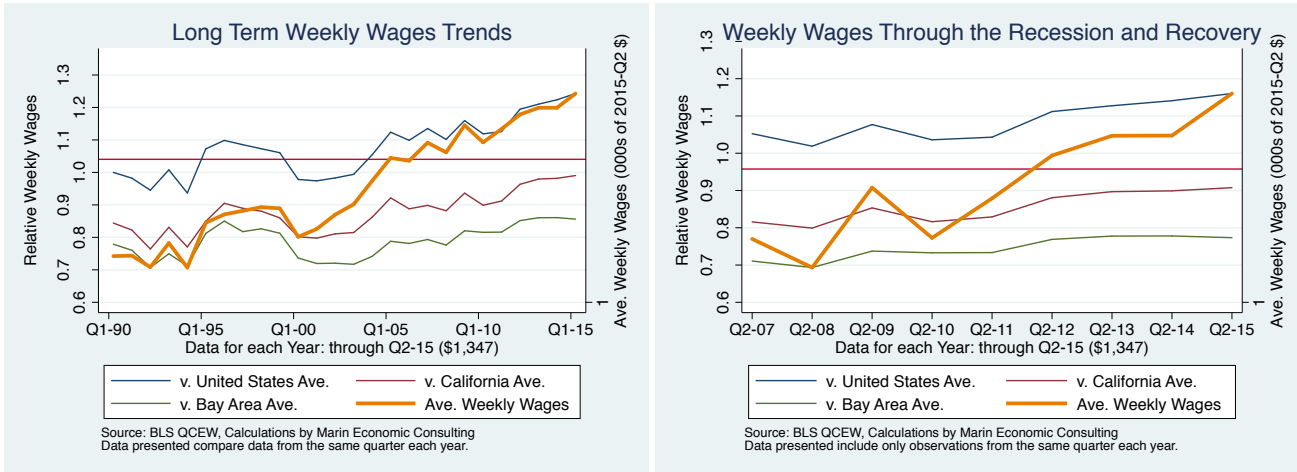 Long Term Weekly Wages Trends
Relative Weekly Wages
1.3
1.2
1.1
1.0
0.9
0.8
0.7
0.6
1
Ave. Weekly Wages (000s of 2015-Q2 $)
Q1-90 Q1-95 Q1-00 Q1-05 Q1-10 Q1-15
Data for each Year: through Q2-15 ($1,347)
v. United States Ave. v. California Ave.
v. Bay Area Ave. Ave. Weekly Wages
Source: BLS QCEW, Calculations by Marin Economic Consulting
Data presented compare data from the same quarter each year.
Weekly Wages Through the Recession and Recovery
Relative Weekly Wages
1.3
1.2
1.1
1.0
0.9
0.8
0.7
0.6
1
Ave. Weekly Wages (000s of 2015-Q2 $)
Q2-07 Q2-08 Q2-09 Q2-10 Q2-11 Q2-12 Q2-13 Q2-14 Q2-15
Data for each Year: through Q2-15 ($1,347)
v. United States Ave. v. California Ave.
v. Bay Area Ave. Ave. Weekly Wages
Source: BLS QCEW, Calculations by Marin Economic Consulting
Data presented include only observations from the same quarter each year.